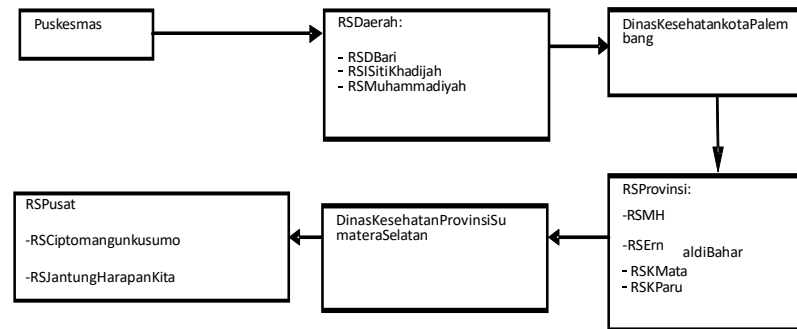 Puskesmas
RSDaerah:
- RSDBari
- RSISitiKhadijah
- RSMuhammadiyah
DinasKesehatankotaPalem
bang
RSProvinsi:
-RSMH
-RSErn aldiBahar
- RSKMata
- RSKParu
DinasKesehatanProvinsiSu
materaSelatan
RSPusat
-RSCiptomangunkusumo
-RSJantungHarapanKita